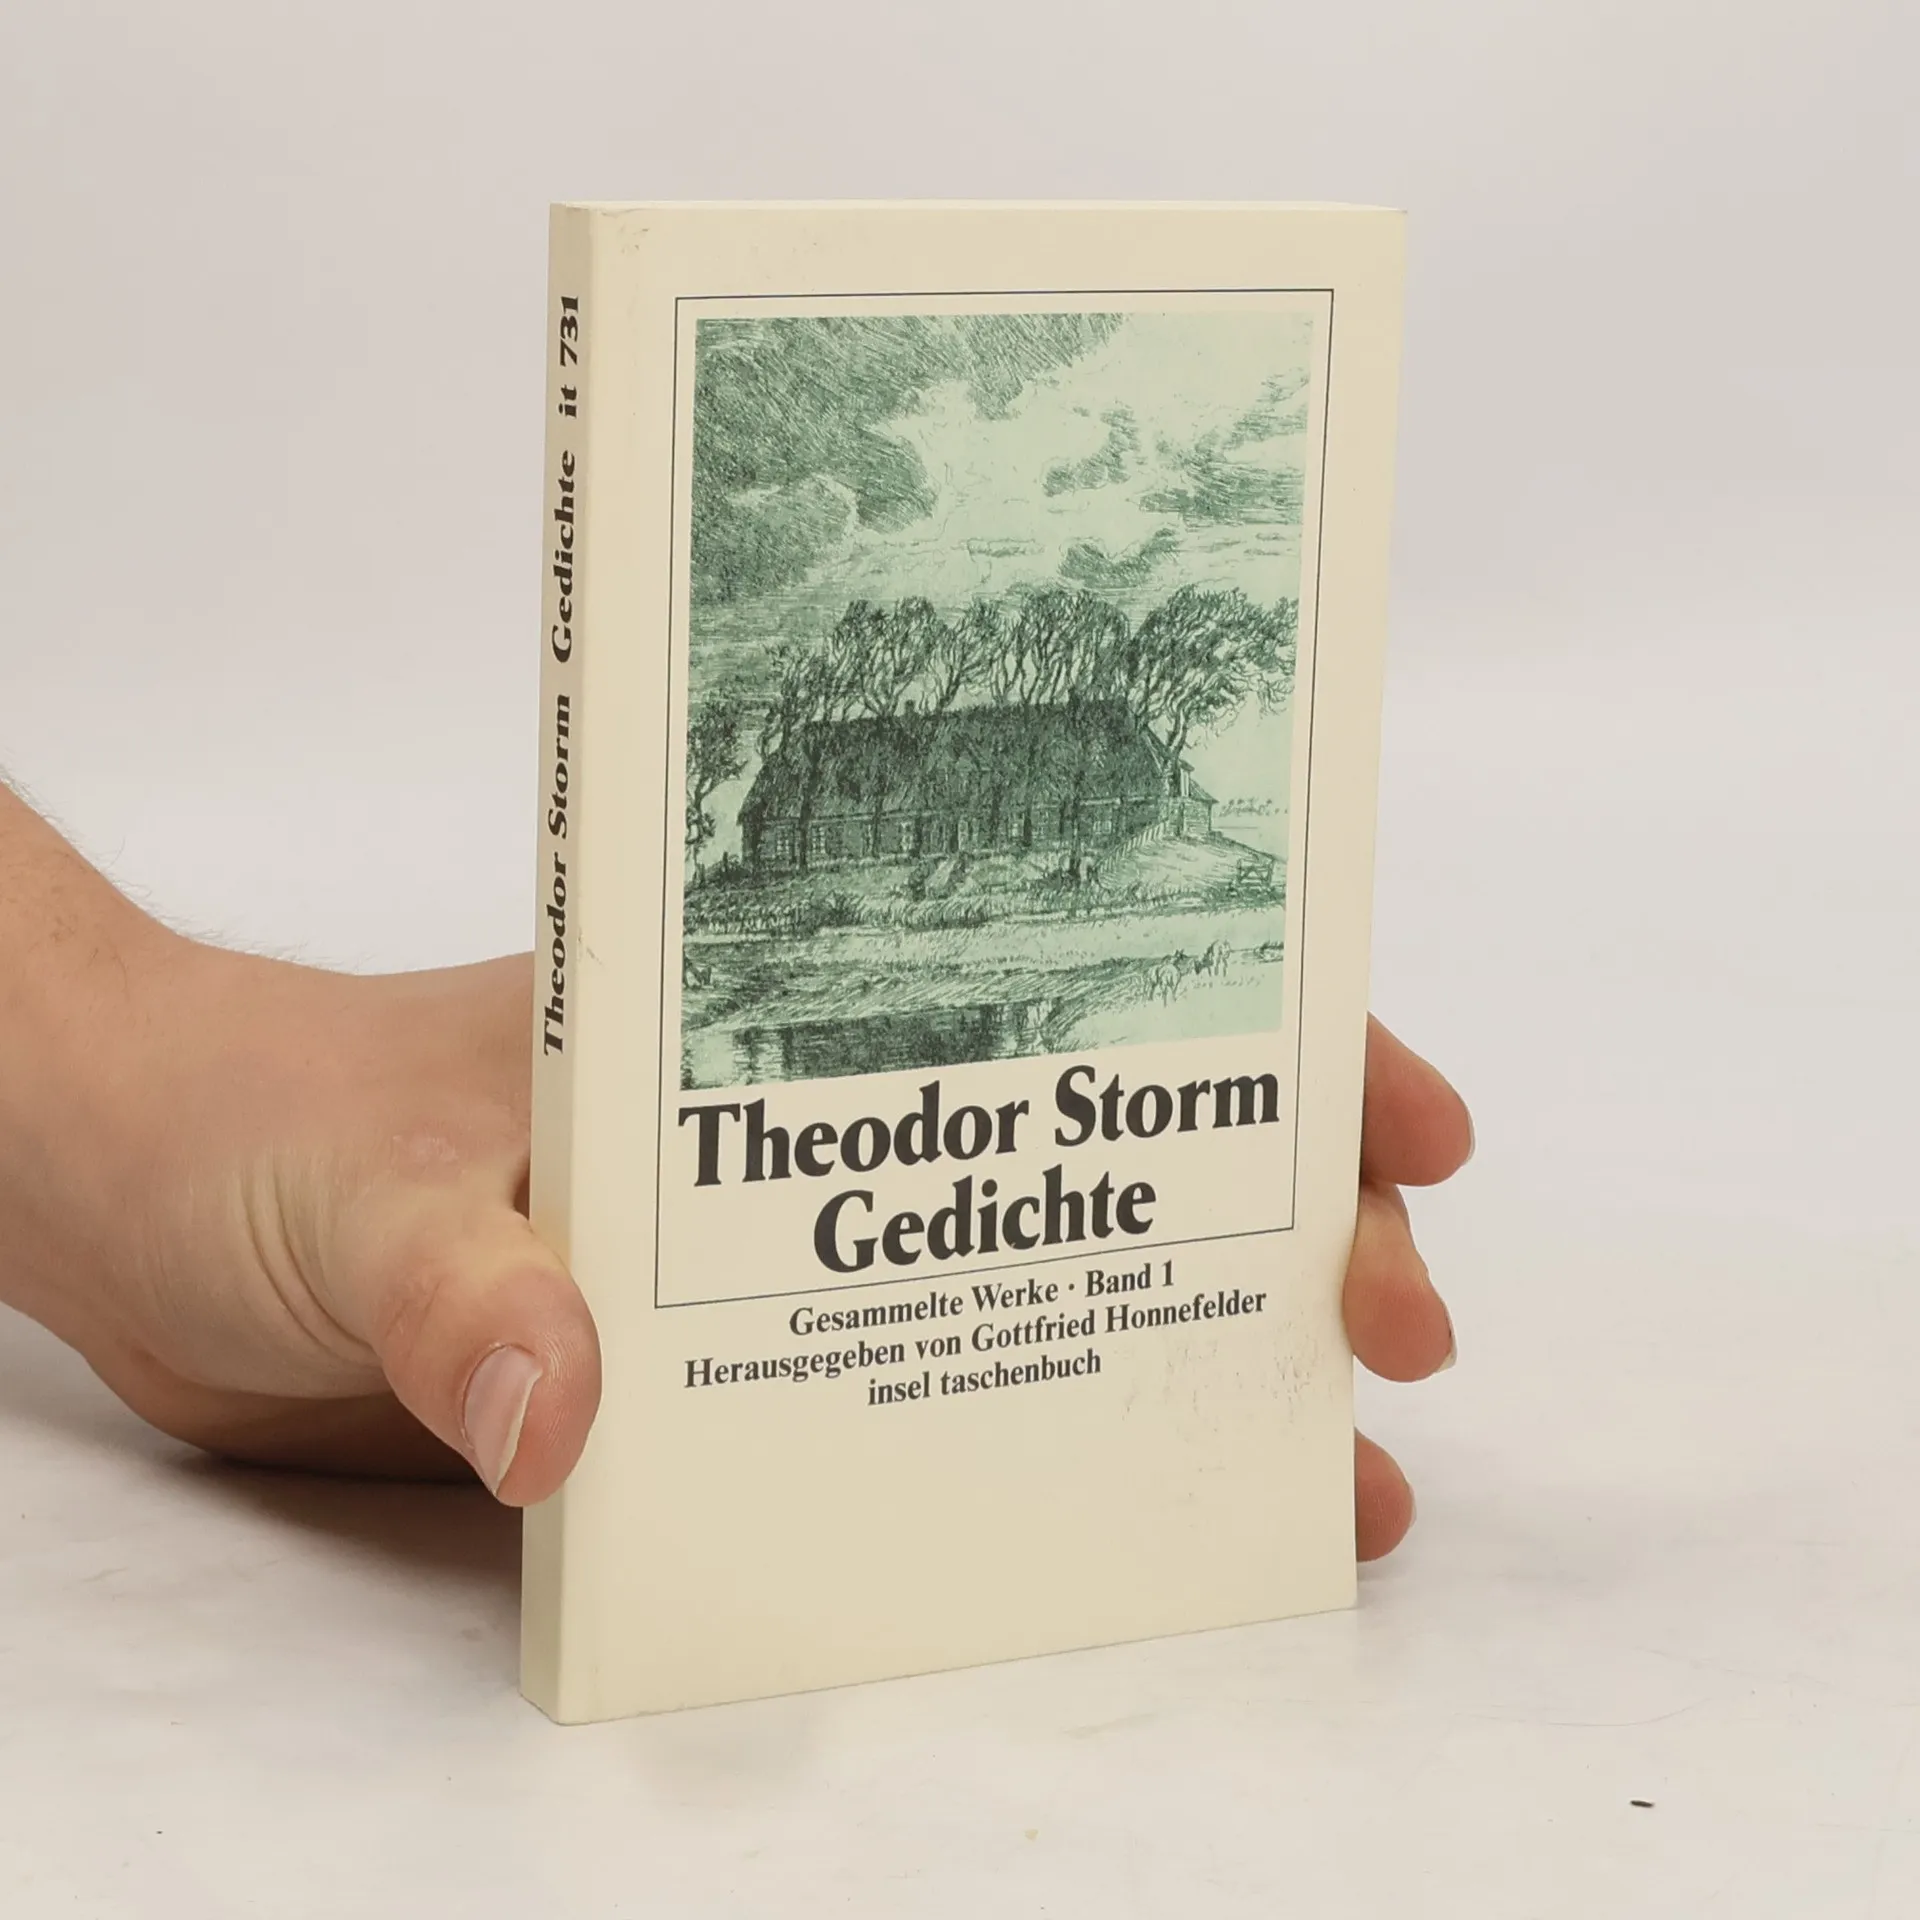 Theodor Storm Gedichte it 731
Theodor Storm
Gedichte
Gesammelte Werke · Band 1
Herausgegeben von Gottfried Honnefelder
insel taschenbuch